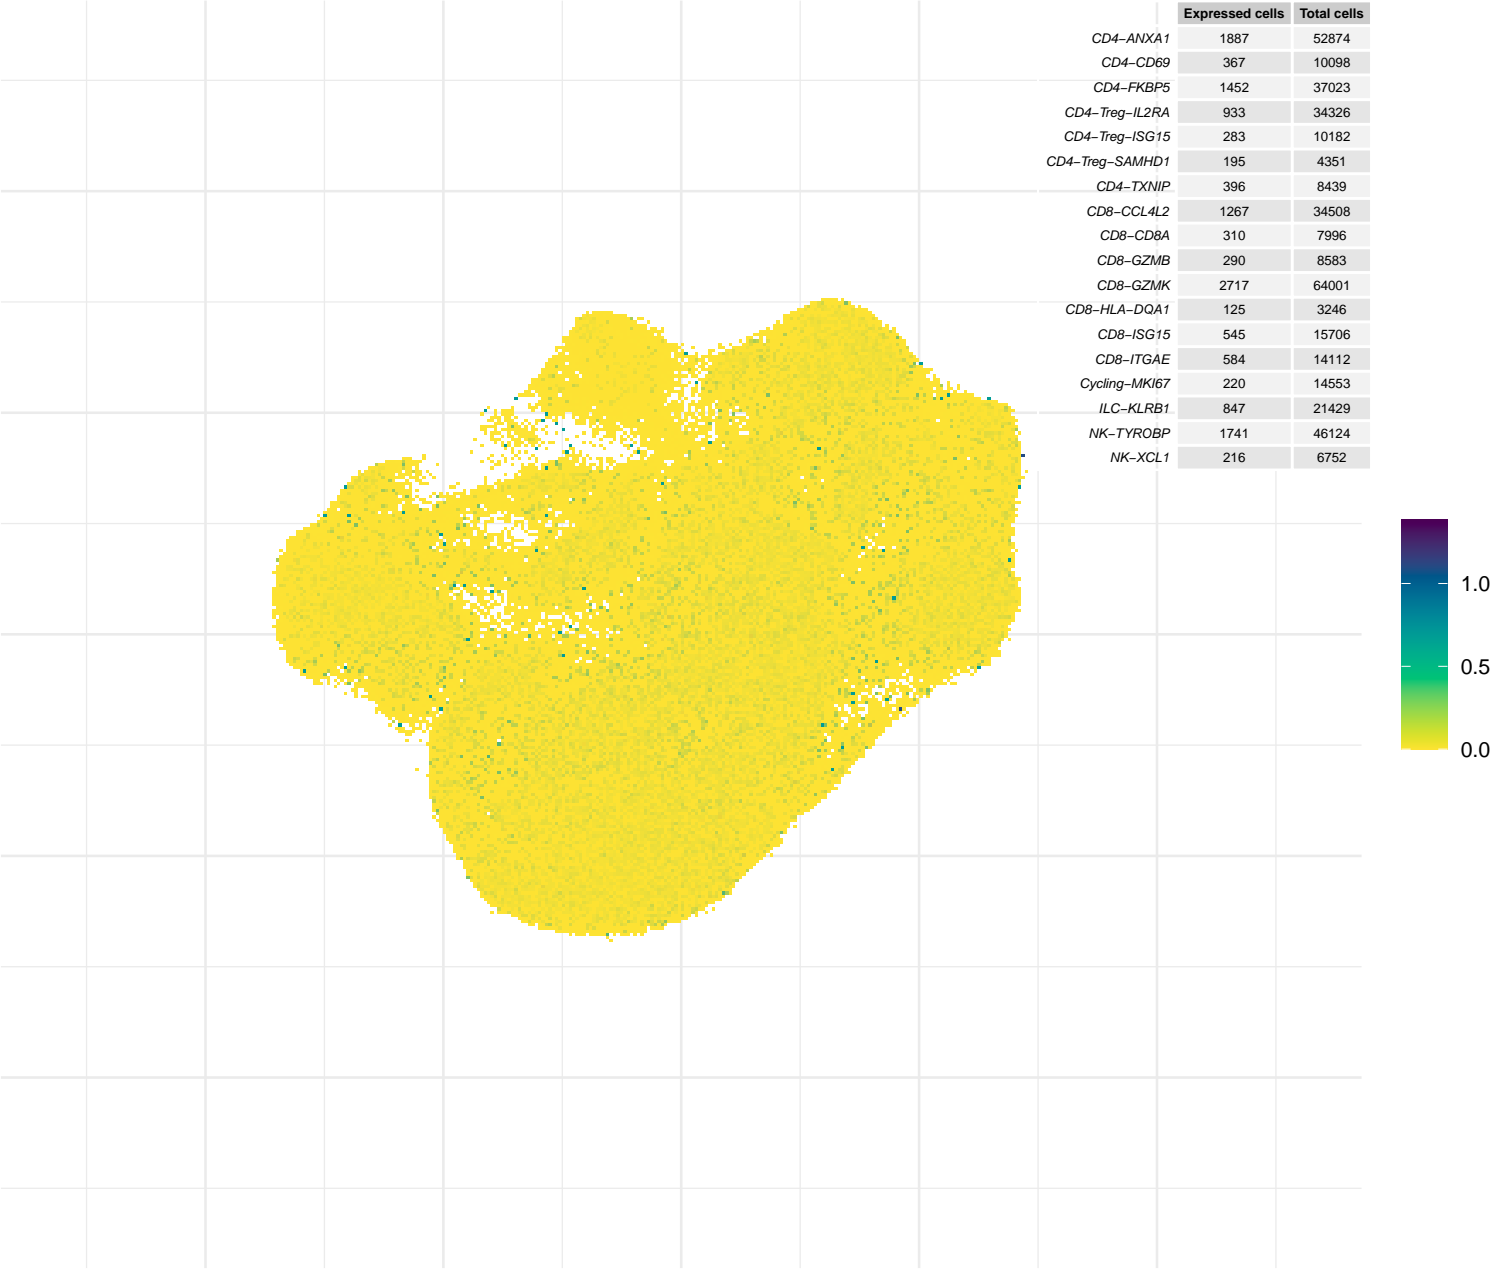 Expressed cells Total cells
CD4−ANXA1 1887 52874
CD4−CD69 367 10098
CD4−FKBP5 1452 37023
CD4−Treg−IL2RA 933 34326
CD4−Treg−ISG15 283 10182
CD4−Treg−SAMHD1 195 4351
CD4−TXNIP 396 8439
CD8−CCL4L2 1267 34508
CD8−CD8A 310 7996
CD8−GZMB 290 8583
CD8−GZMK 2717 64001
CD8−HLA−DQA1 125 3246
CD8−ISG15 545 15706
CD8−ITGAE 584 14112
Cycling−MKI67 220 14553
ILC−KLRB1 847 21429
NK−TYROBP 1741 46124
NK−XCL1 216 6752
1.0
0.5
0.0